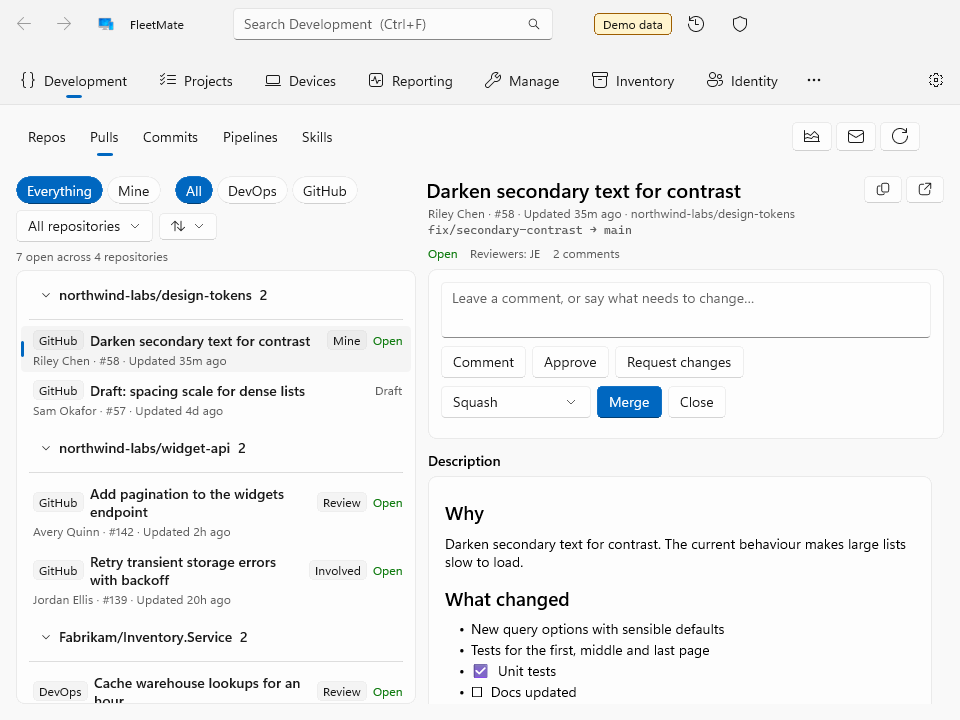 FleetMate
Search Development (Ctrl+F)
Demo data
Development
Projects
Devices
Reporting
Manage
Inventory
Identity
Repos
Pulls
Commits
Pipelines
Skills
Everything
Mine
All
DevOps
GitHub
All repositories
7 open across 4 repositories
northwind-labs/design-tokens 2
GitHub
Darken secondary text for contrast
Mine
Open
Riley Chen · #58 · Updated 35m ago
GitHub
Draft: spacing scale for dense lists
Draft
Sam Okafor · #57 · Updated 4d ago
northwind-labs/widget-api 2
GitHub
Add pagination to the widgets
endpoint
Review
Open
Avery Quinn · #142 · Updated 2h ago
GitHub
Retry transient storage errors
with backoff
Involved
Open
Jordan Ellis · #139 · Updated 20h ago
Fabrikam/Inventory.Service 2
DevOps
Cache warehouse lookups for an
hour
Review
Open
Darken secondary text for contrast
Riley Chen · #58 · Updated 35m ago · northwind-labs/design-tokens
fix/secondary-contrast → main
Open
Reviewers: JE
2 comments
Leave a comment, or say what needs to change...
Comment
Approve
Request changes
Squash
Merge
Close
Description
Why
Darken secondary text for contrast. The current behaviour makes large lists
slow to load.
What changed
• New query options with sensible defaults
• Tests for the first, middle and last page
• ☑ Unit tests
• ☐ Docs updated